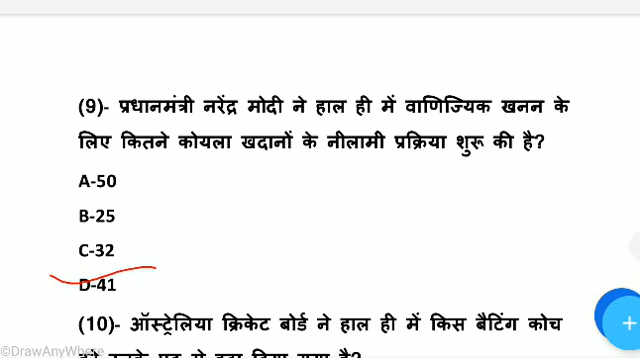 (9)- प्रधानमंत्री नरेंद्र मोदी ने हाल ही में वाणिज्यिक खनन के
लिए कितने कोयला खदानों के नीलामी प्रक्रिया शुरू की है?
A-50
B-25
C-32
D-41
(10)- ऑस्ट्रेलिया क्रिकेट बोर्ड ने हाल ही में किस बैटिंग कोच
©DrawAnyWhere